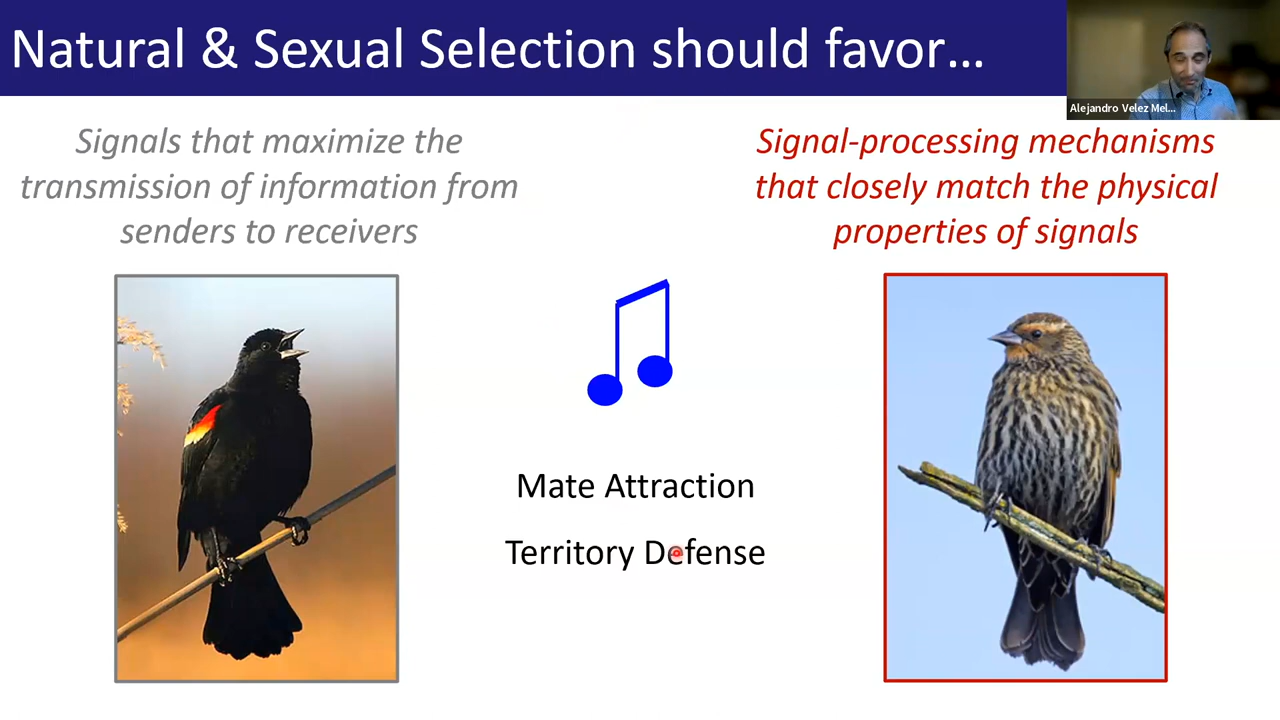 Natural & Sexual Selection should favor...
Alejandro Velez Mel...
Signals that maximize the
transmission of information from
senders to receivers
Signal-processing mechanisms
that closely match the physical
properties of signals
Mate Attraction
Territory Defense